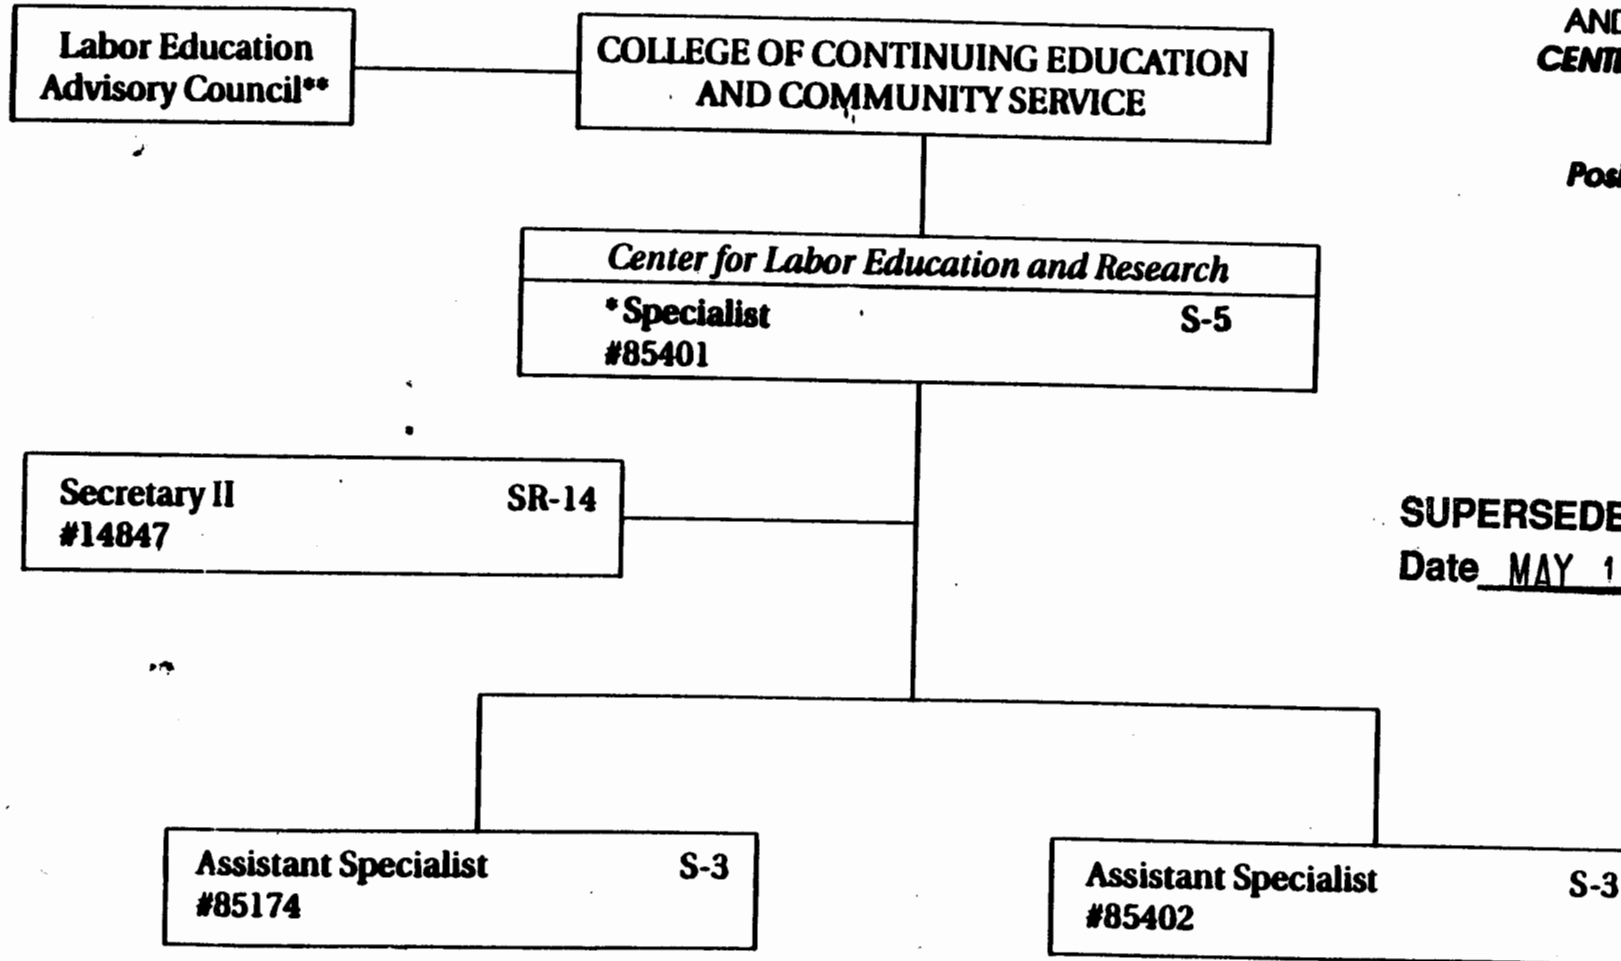 Labor Education
Advisory Council**
COLLEGE OF CONTINUING EDUCATION
AND COMMUNITY SERVICE
AND
Center for Labor Education and Research
*Specialist S-5
#85401
Secretary II SR-14
#14847
SUPERSEDE
Date MAY 1
Assistant Specialist S-3
#85174
Assistant Specialist S-3
#85402